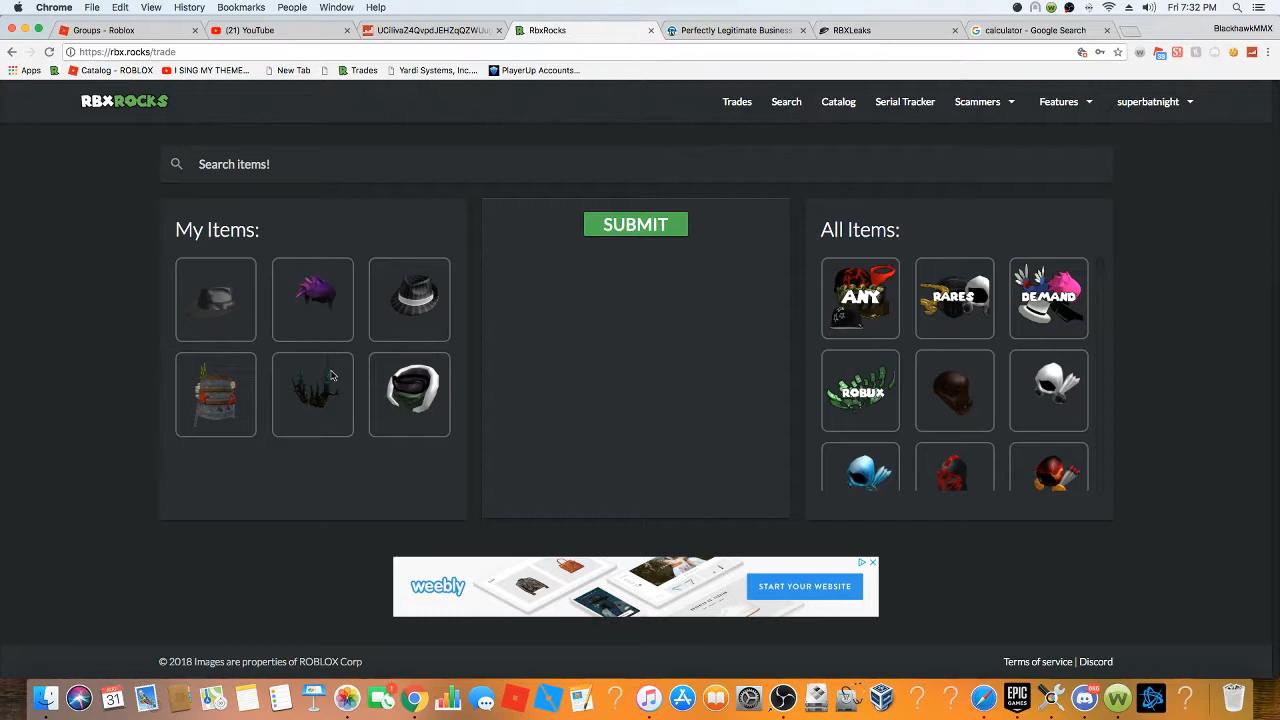 Chrome File Edit View History Bookmarks People Window Help Fri 7:32 PM
Groups - Roblox (21) YouTube RbxRocks Perfectly Legitimate Business RBXLeaks calculator - Google Search BlackhawkMMX
https://rbx.rocks/trade
Apps Catalog - ROBLOX I SING MY THEME... New Tab Trades Yardi Systems, Inc.... PlayerUp Accounts...
RBXROCKS Trades Search Catalog Serial Tracker Scammers Features superbatnight
Search items!
My Items:
SUBMIT
All Items:
ANY RARES DEMAND
ROBUX
weebly START YOUR WEBSITE
© 2018 Images are properties of ROBLOX Corp Terms of service | Discord
AUG
31
EPIC
GAMES